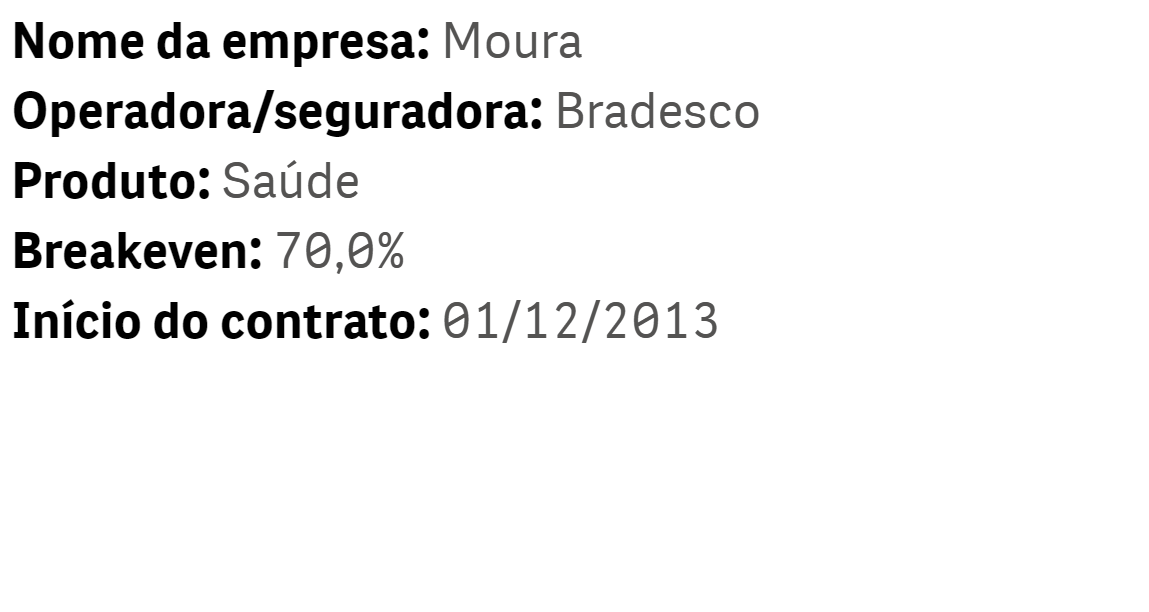 Nome da empresa: Moura
Operadora/seguradora: Bradesco
Produto: Saúde
Breakeven: 70,0%
Início do contrato: 01/12/2013